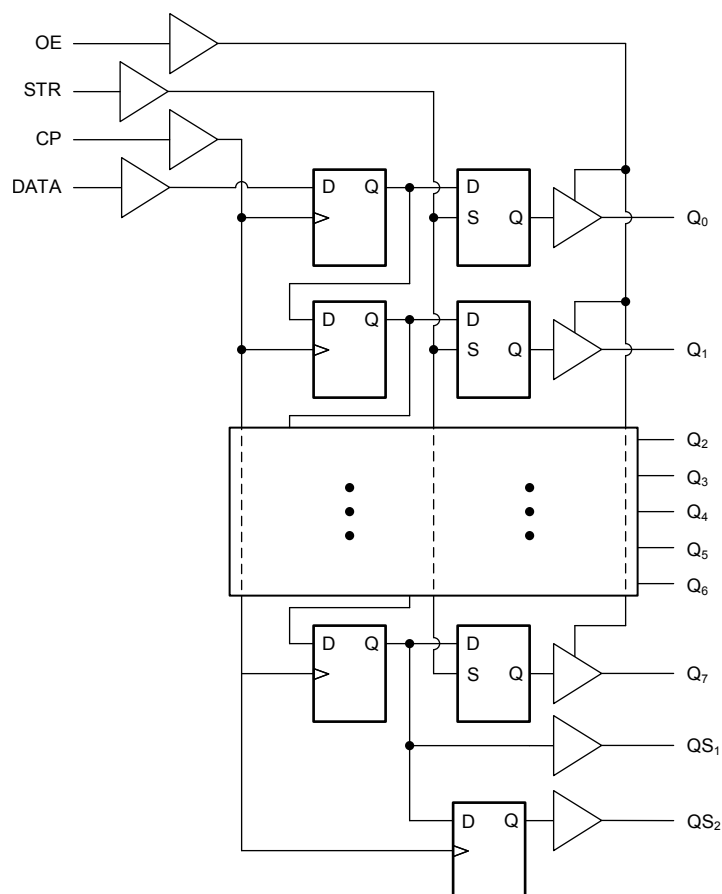 OE
STR
CP
DATA
D Q
D
S Q
Q₀
D Q
D
S Q
Q₁
Q₂
Q₃
Q₄
Q₅
Q₆
D Q
D
S Q
Q₇
QS₁
D Q
QS₂